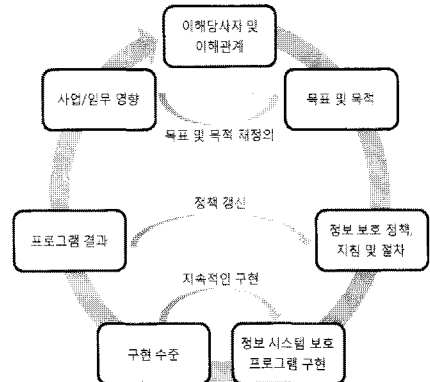 이해당사자 및
이해관계
사업/임무 영향
목표 및 목적
목표 및 목적 재정의
정책 갱신
프로그램 결과
정보 보호 정책,
지침 및 절차
지속적인 구현
구현 수준
정보 시스템 보호
프로그램 구현